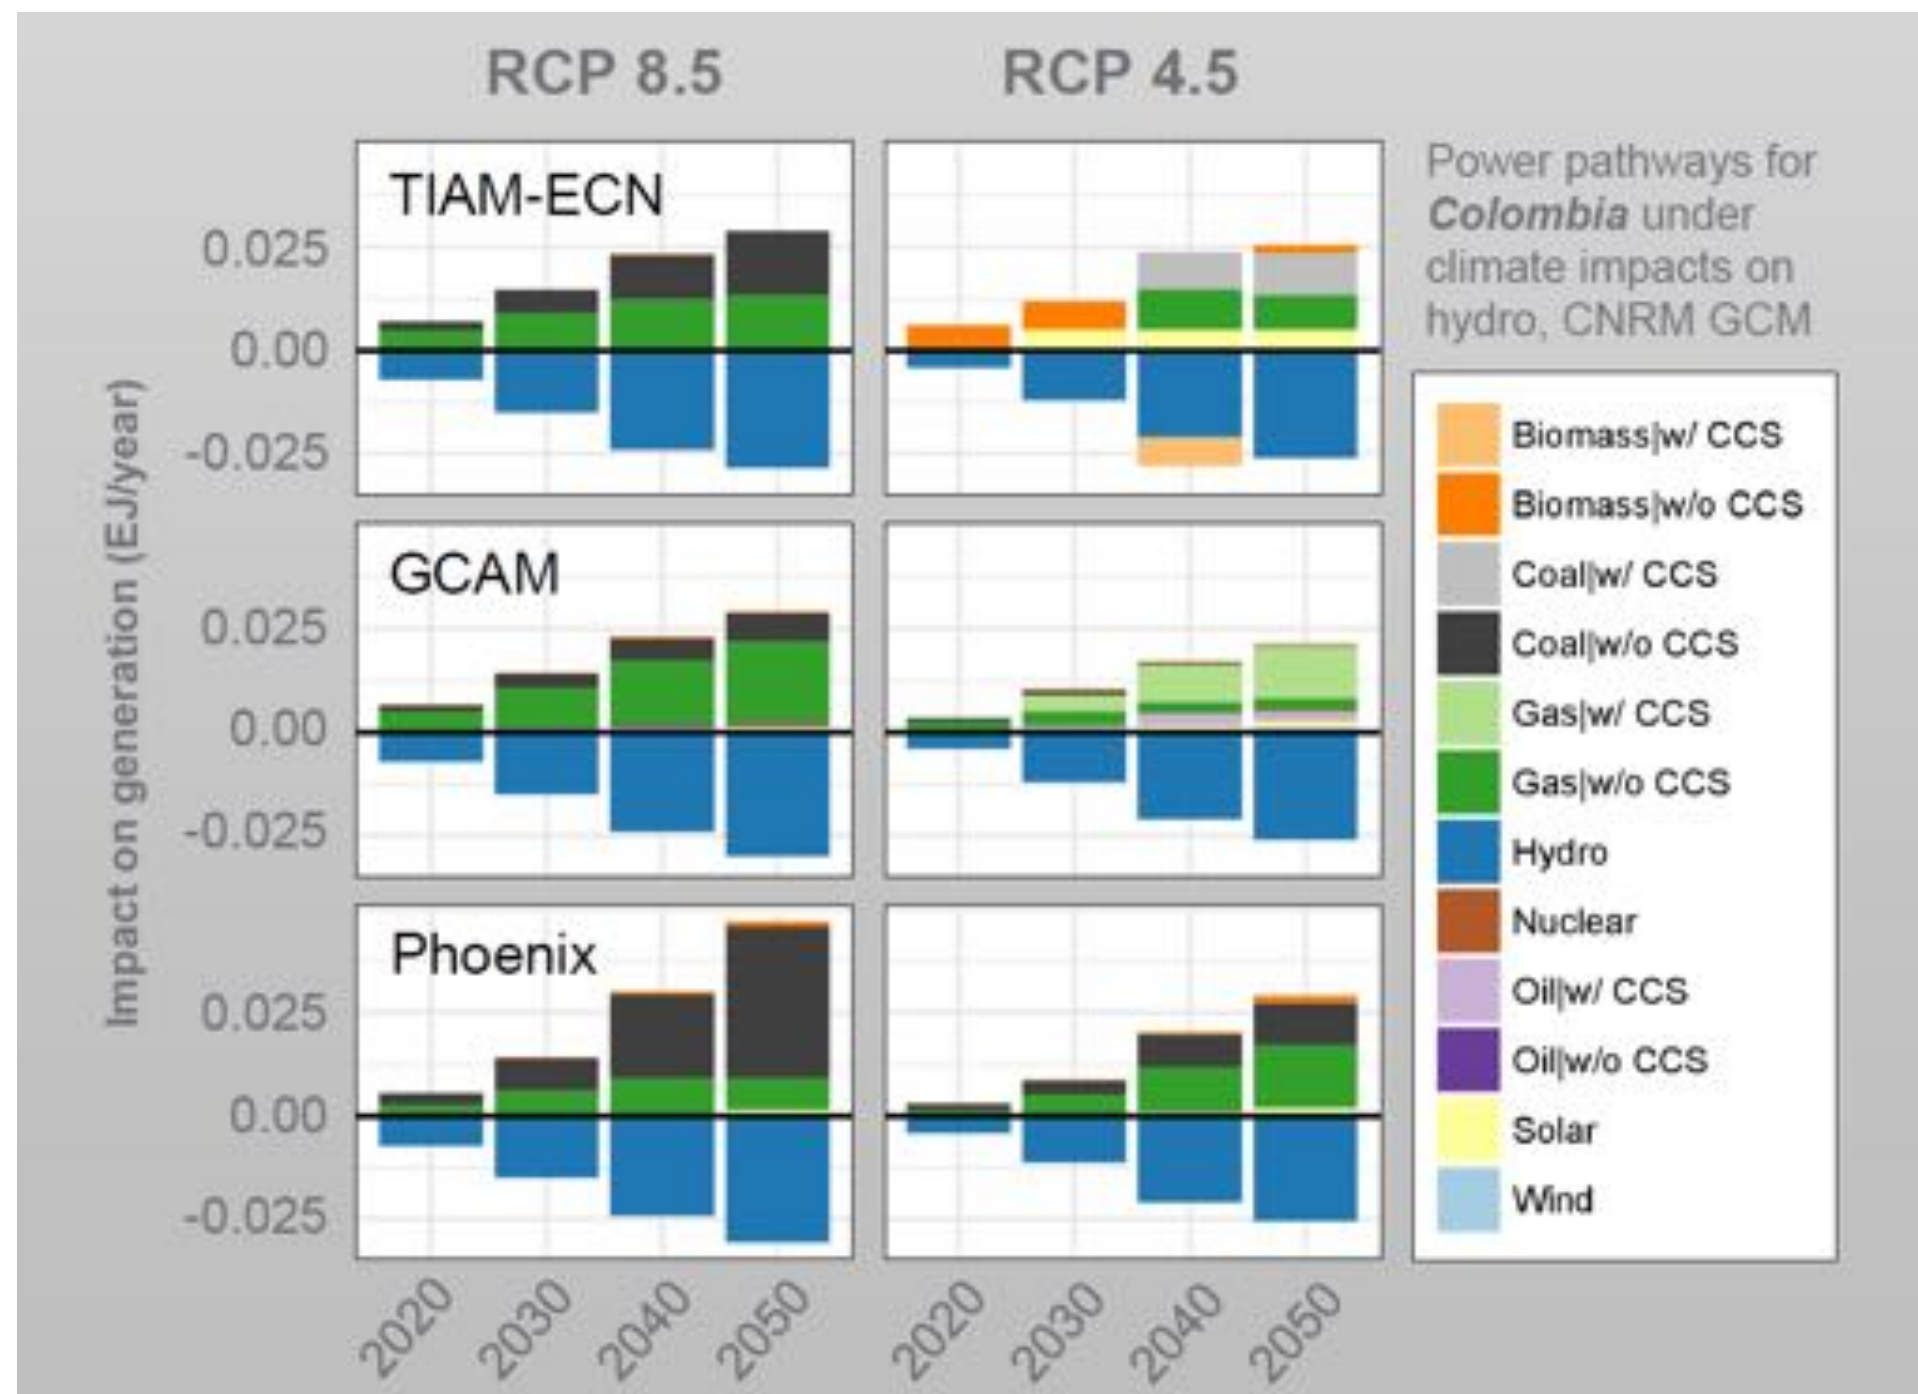 RCP 8.5
RCP 4.5
TIAM-ECN
0.025
0.00
-0.025
GCAM
0.025
0.00
-0.025
Phoenix
0.025
0.00
-0.025
Impact on generation (EJ/year)
2020
2030
2040
2050
2020
2030
2040
2050
Power pathways for
Colombia under
climate impacts on
hydro, CNRM GCM
Biomass|w/ CCS
Biomass|w/o CCS
Coal|w/ CCS
Coal|w/o CCS
Gas|w/ CCS
Gas|w/o CCS
Hydro
Nuclear
Oil|w/ CCS
Oil|w/o CCS
Solar
Wind